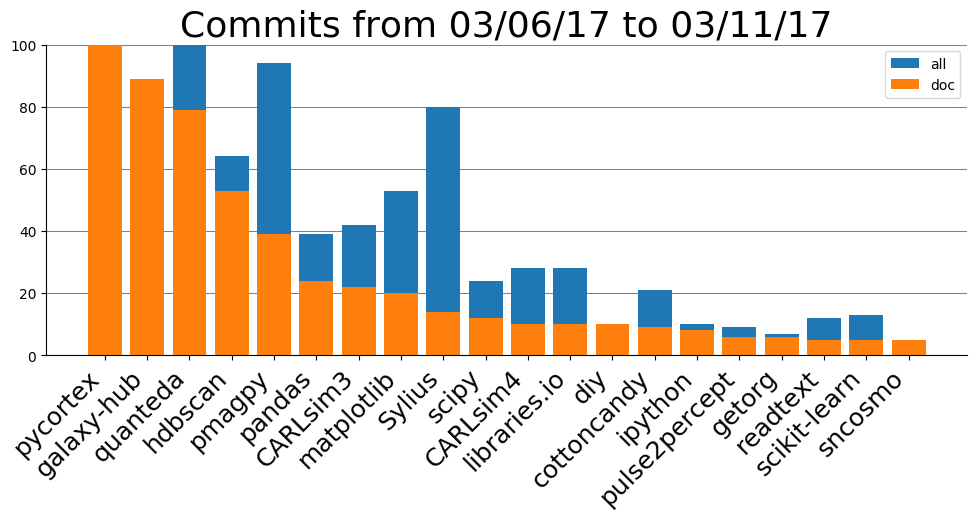 Commits from 03/06/17 to 03/11/17
100
80
60
40
20
0
all
doc
pycortex
galaxy-hub
quanteda
hdbscan
pmagpy
pandas
CARLsim3
matplotlib
Sylius
scipy
CARLsim4
libraries.io
diy
cottoncandy
ipython
pulse2percept
getorg
readtext
scikit-learn
sncosmo